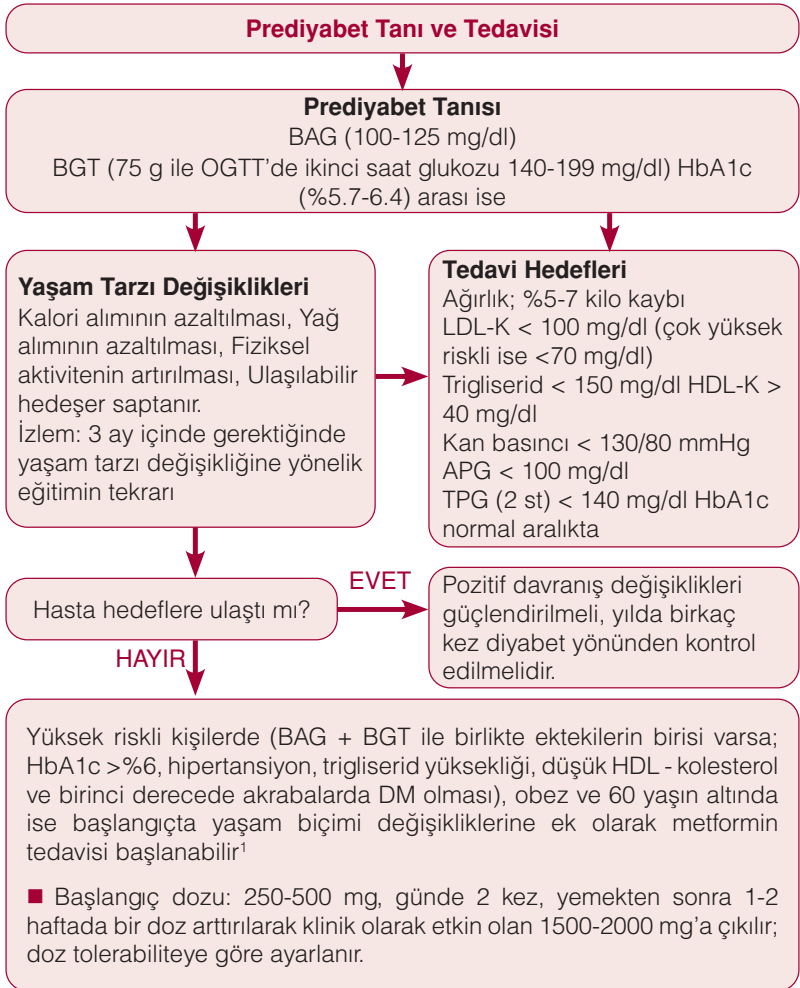 Prediyabet Tanı ve Tedavisi
Prediyabet Tanısı
BAG (100-125 mg/dl)
BGT (75 g ile OGTT’de ikinci saat glukozu 140-199 mg/dl) HbA1c
(%5.7-6.4) arası ise
Yaşam Tarzı Değişiklikleri
Kalori alımının azaltılması, Yağ
alımının azaltılması, Fiziksel
aktivitenin artırılması, Ulaşılabilir
hedeşer saptanır.
İzlem: 3 ay içinde gerektiğinde
yaşam tarzı değişikliğine yönelik
eğitimin tekrarı
Tedavi Hedefleri
Ağırlık; %5-7 kilo kaybı
LDL-K < 100 mg/dl (çok yüksek
riskli ise <70 mg/dl)
Trigliserid < 150 mg/dl HDL-K >
40 mg/dl
Kan basıncı < 130/80 mmHg
APG < 100 mg/dl
TPG (2 st) < 140 mg/dl HbA1c
normal aralıkta
Hasta hedeflere ulaştı mı?
EVET
Pozitif davranış değişiklikleri
güçlendirilmeli, yılda birkaç
kez diyabet yönünden kontrol
edilmelidir.
HAYIR
Yüksek riskli kişilerde (BAG + BGT ile birlikte ektekilerin birisi varsa;
HbA1c >%6, hipertansiyon, trigliserid yüksekliği, düşük HDL - kolesterol
ve birinci derecede akrabalarda DM olması), obez ve 60 yaşın altında
ise başlangıçta yaşam biçimi değişikliklerine ek olarak metformin
tedavisi başlanabilir¹
■ Başlangıç dozu: 250-500 mg, günde 2 kez, yemekten sonra 1-2
haftada bir doz arttırılarak klinik olarak etkin olan 1500-2000 mg’a çıkılır;
doz tolerabiliteye göre ayarlanır.